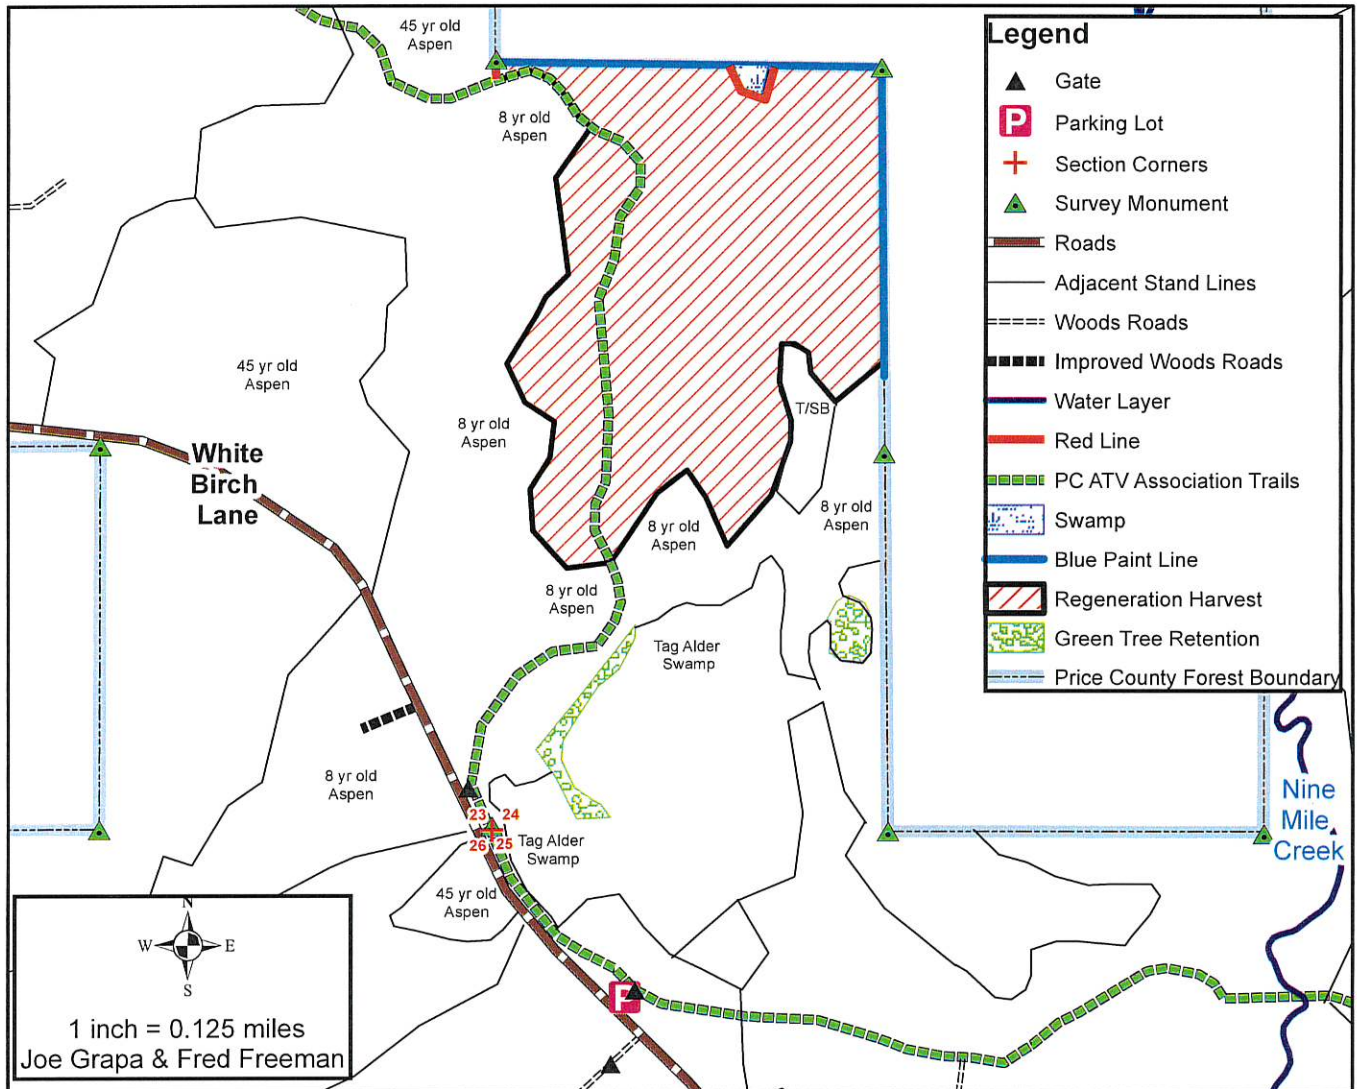 45 yr old
Aspen
8 yr old
Aspen
45 yr old
Aspen
8 yr old
Aspen
T/SB
8 yr old
Aspen
8 yr old
Aspen
8 yr old
Aspen
White
Birch
Lane
Tag Alder
Swamp
8 yr old
Aspen
23 24
26 25
Tag Alder
Swamp
45 yr old
Aspen
P
Nine
Mile
Creek
Legend
Gate
P Parking Lot
Section Corners
Survey Monument
Roads
Adjacent Stand Lines
Woods Roads
Improved Woods Roads
Water Layer
Red Line
PC ATV Association Trails
Swamp
Blue Paint Line
Regeneration Harvest
Green Tree Retention
Price County Forest Boundary
N
W E
S
1 inch = 0.125 miles
Joe Grapa & Fred Freeman